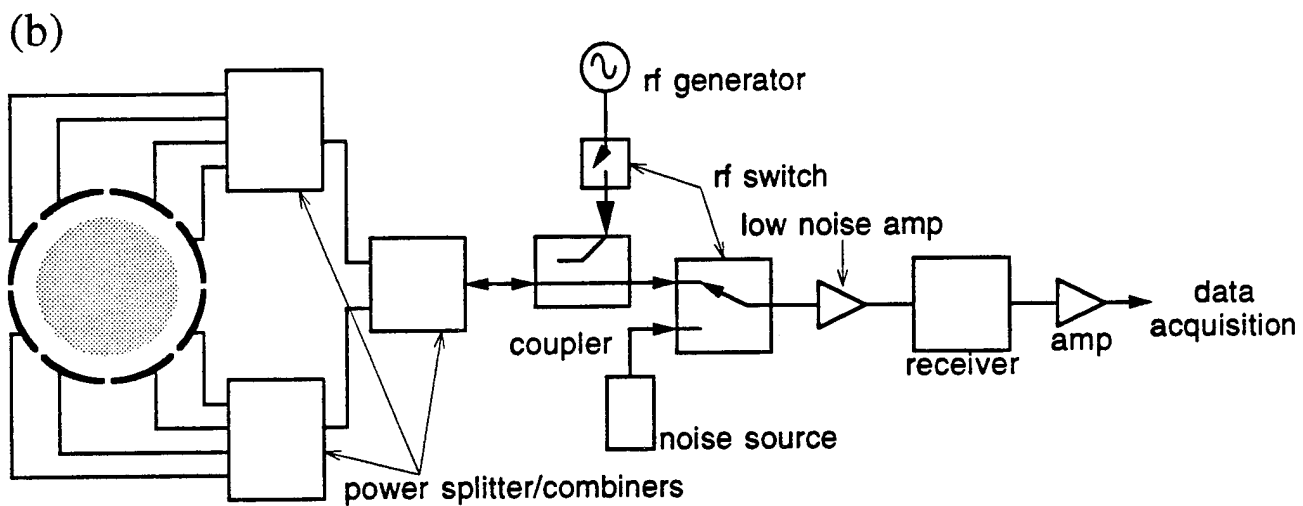 (b)
rf generator
rf switch
low noise amp
coupler
noise source
receiver
amp
data
acquisition
power splitter/combiners